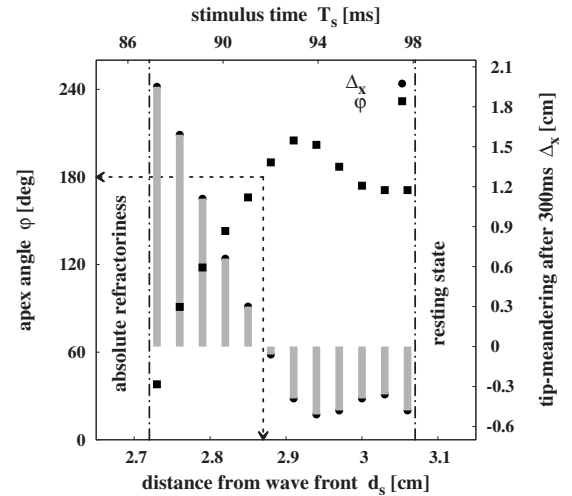 stimulus time T_s [ms]
86 90 94 98
Δ_x
φ
240
180
120
60
0
apex angle φ [deg]
absolute refractoriness
resting state
2.1
1.8
1.5
1.2
0.9
0.6
0.3
0
-0.3
-0.6
tip-meandering after 300ms Δ_x [cm]
2.7 2.8 2.9 3 3.1
distance from wave front d_s [cm]